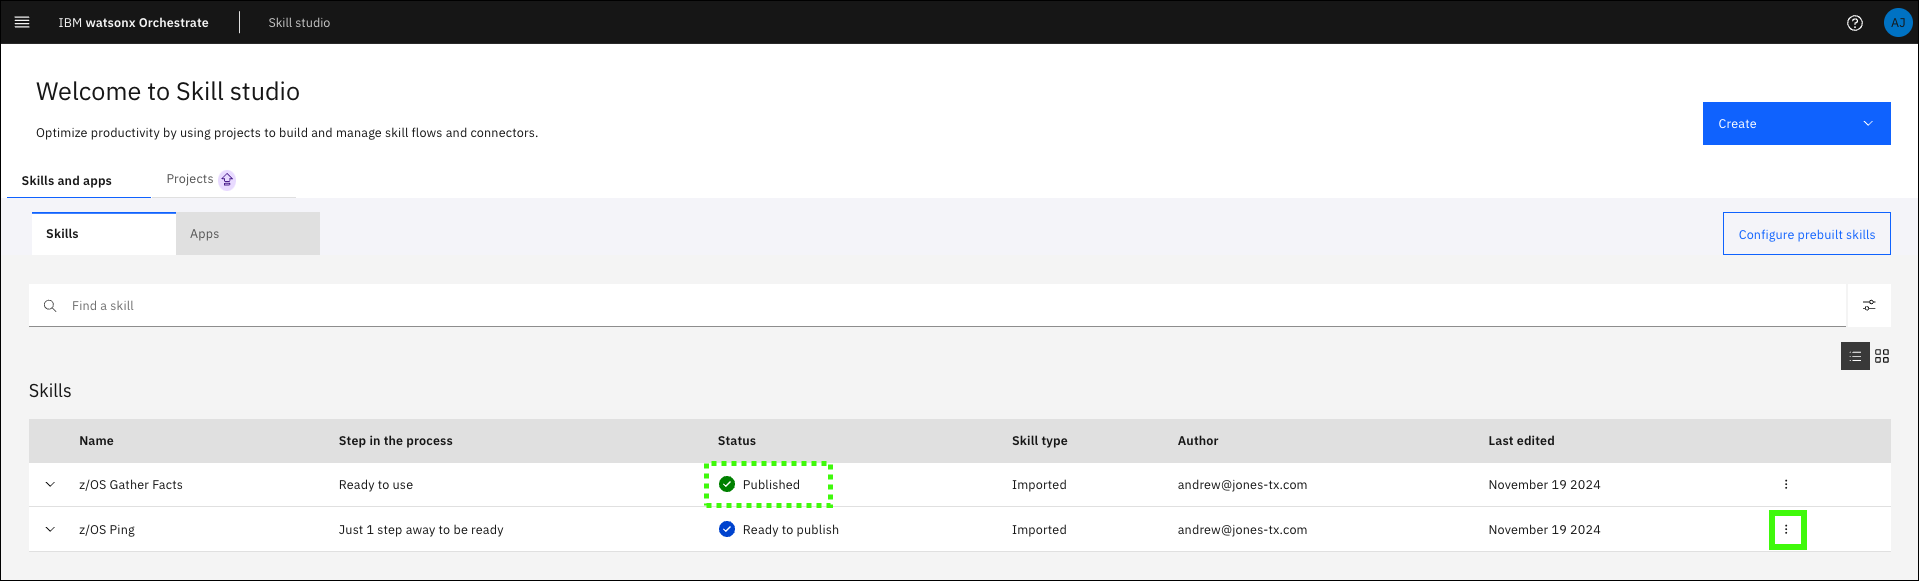 IBM watsonx Orchestrate Skill studio AJ
Welcome to Skill studio
Optimize productivity by using projects to build and manage skill flows and connectors.
Create
Skills and apps Projects
Skills Apps Configure prebuilt skills
Find a skill
Skills
Name Step in the process Status Skill type Author Last edited
z/OS Gather Facts Ready to use Published Imported andrew@jones-tx.com November 19 2024
z/OS Ping Just 1 step away to be ready Ready to publish Imported andrew@jones-tx.com November 19 2024